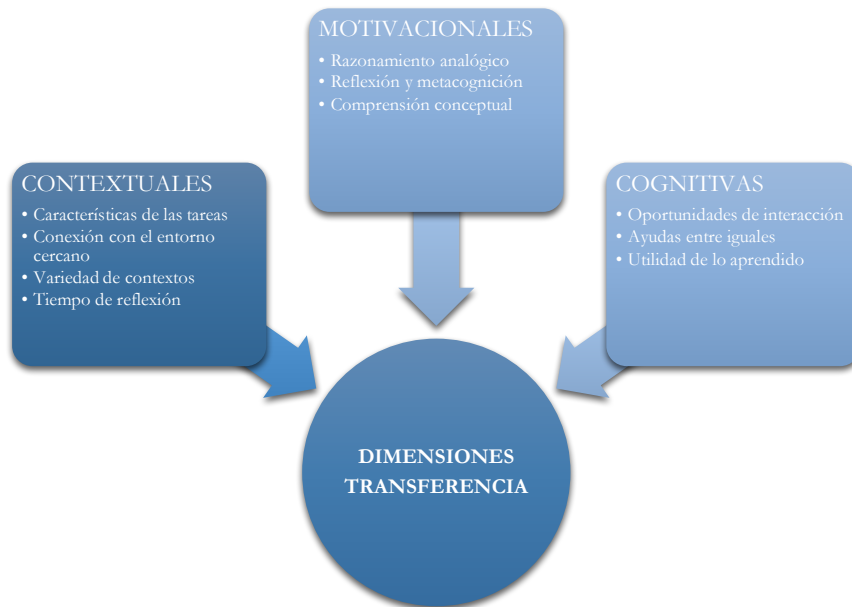 MOTIVACIONALES
• Razonamiento analógico
• Reflexión y metacognición
• Comprensión conceptual
CONTEXTUALES
• Características de las tareas
• Conexión con el entorno
cercano
• Variedad de contextos
• Tiempo de reflexión
COGNITIVAS
• Oportunidades de interacción
• Ayudas entre iguales
• Utilidad de lo aprendido
DIMENSIONES
TRANSFERENCIA